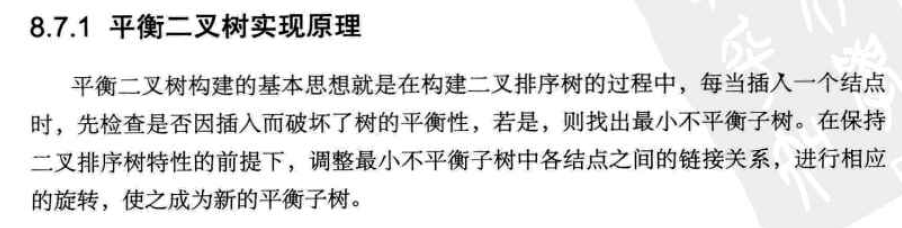 8.7.1 平衡二叉树实现原理
平衡二叉树构建的基本思想就是在构建二叉排序树的过程中，每当插入一个结点
时，先检查是否因插入而破坏了树的平衡性，若是，则找出最小不平衡子树。在保持
二叉排序树特性的前提下，调整最小不平衡子树中各结点之间的链接关系，进行相应
的旋转，使之成为新的平衡子树。